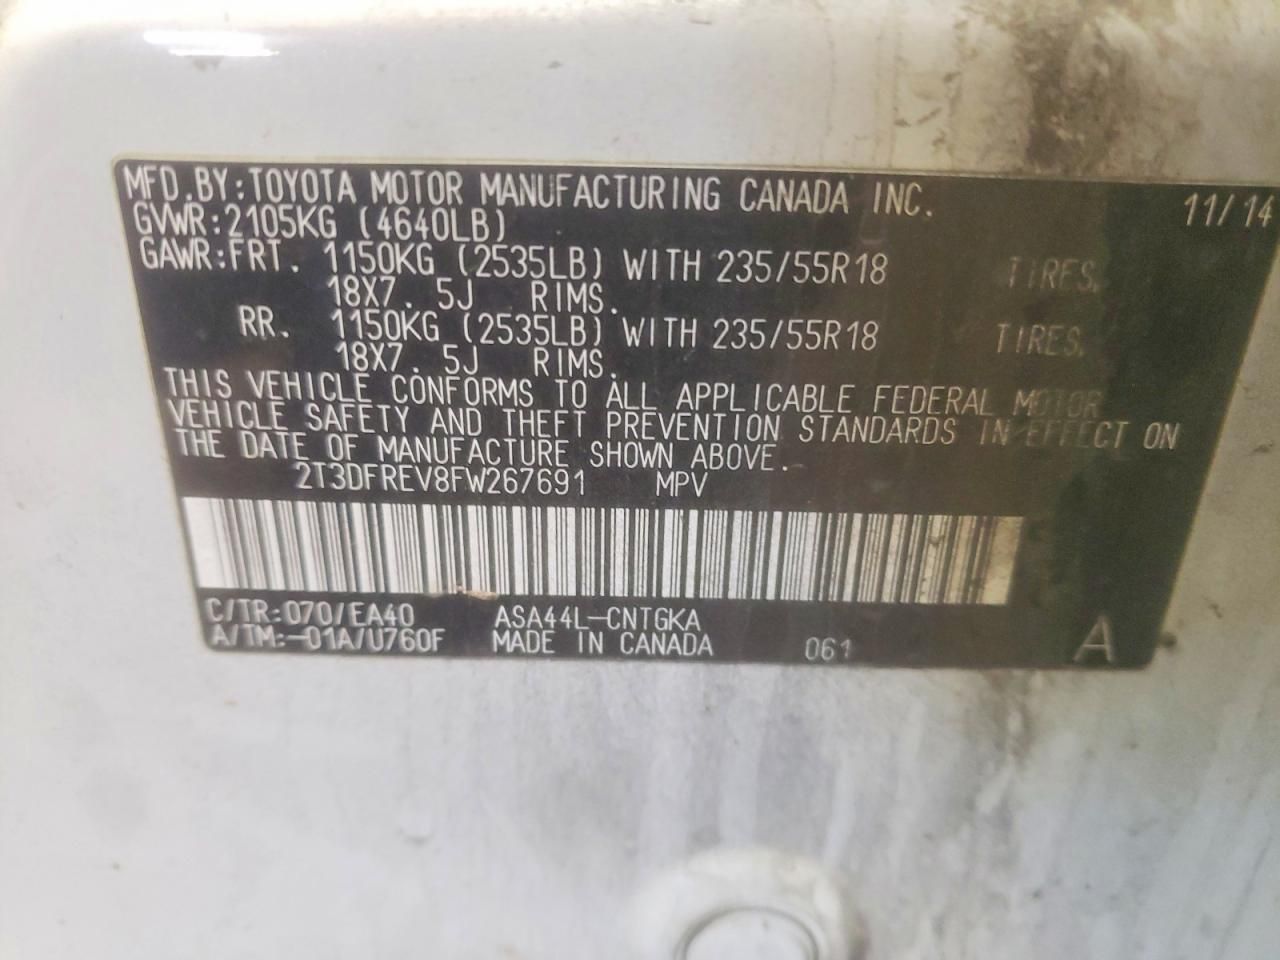 MFD.BY:TOYOTA MOTOR MANUFACTURING CANADA INC. 11/14
GVWR:2105KG (4640LB)
GAWR:FRT. 1150KG (2535LB) WITH 235/55R18 TIRES.
18X7.5J RIMS.
RR. 1150KG (2535LB) WITH 235/55R18 TIRES.
18X7.5J RIMS.
THIS VEHICLE CONFORMS TO ALL APPLICABLE FEDERAL MOTOR
VEHICLE SAFETY AND THEFT PREVENTION STANDARDS IN EFFECT ON
THE DATE OF MANUFACTURE SHOWN ABOVE.
2T3DFREV8FW267691 MPV
C/TR:070/EA40 ASA44L-CNTGKA
A/TM:-01A/U760F MADE IN CANADA 061 A